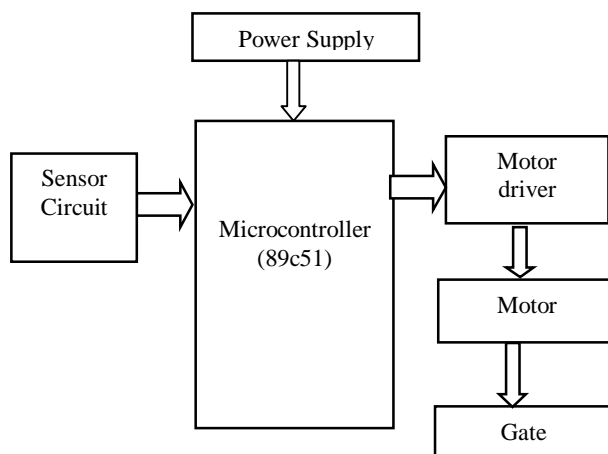 Power Supply
Sensor
Circuit
Microcontroller
(89c51)
Motor
driver
Motor
Gate